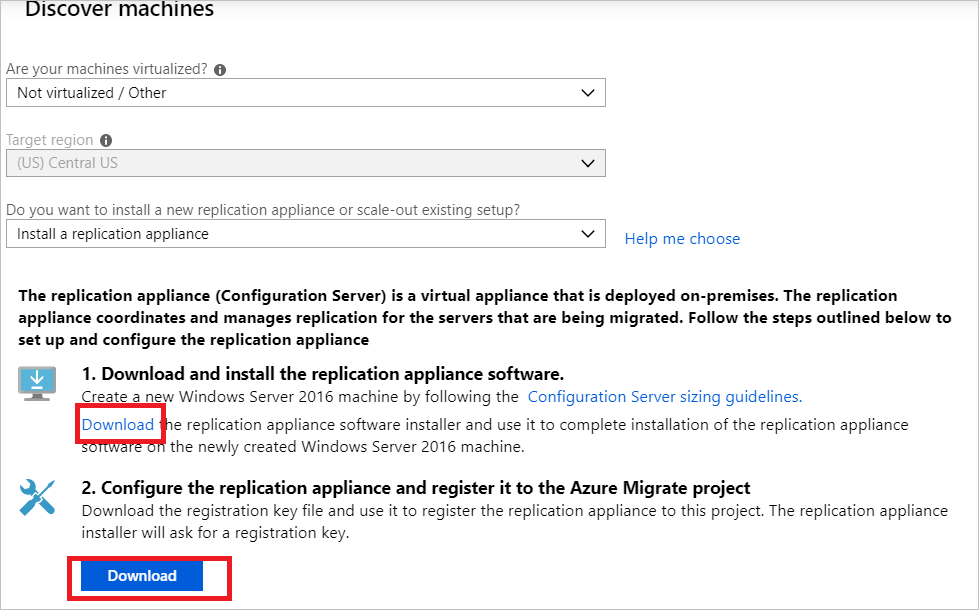 Discover machines
Are your machines virtualized?
Not virtualized / Other
Target region
(US) Central US
Do you want to install a new replication appliance or scale-out existing setup?
Install a replication appliance
Help me choose
The replication appliance (Configuration Server) is a virtual appliance that is deployed on-premises. The replication
appliance coordinates and manages replication for the servers that are being migrated. Follow the steps outlined below to
set up and configure the replication appliance
1. Download and install the replication appliance software.
Create a new Windows Server 2016 machine by following the Configuration Server sizing guidelines.
Download the replication appliance software installer and use it to complete installation of the replication appliance
software on the newly created Windows Server 2016 machine.
2. Configure the replication appliance and register it to the Azure Migrate project
Download the registration key file and use it to register the replication appliance to this project. The replication appliance
installer will ask for a registration key.
Download